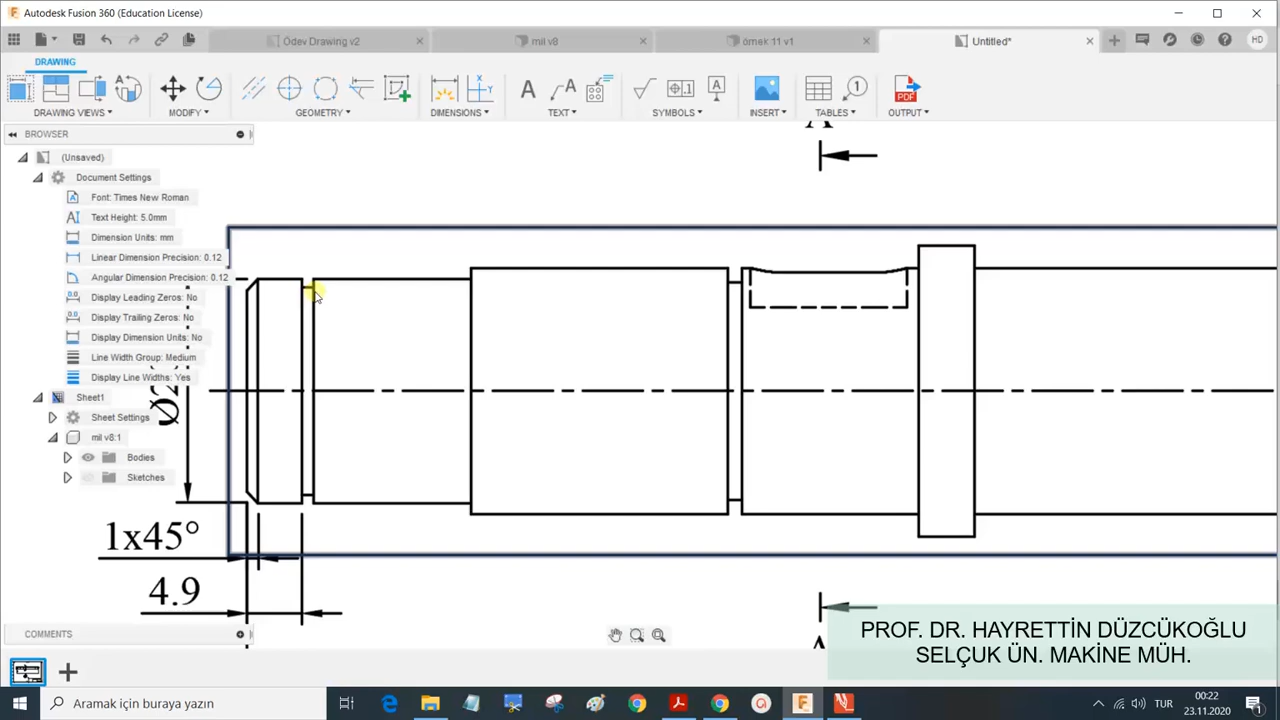 Autodesk Fusion 360 (Education License)
Ödev Drawing v2
mil v8
örnek 11 v1
Untitled*
HD
DRAWING
DRAWING VIEWS
MODIFY
GEOMETRY
DIMENSIONS
TEXT
SYMBOLS
INSERT
TABLES
OUTPUT
BROWSER
(Unsaved)
Document Settings
Font: Times New Roman
Text Height: 5.0mm
Dimension Units: mm
Linear Dimension Precision: 0.12
Angular Dimension Precision: 0.12
Display Leading Zeros: No
Display Trailing Zeros: No
Display Dimension Units: No
Line Width Group: Medium
Display Line Widths: Yes
Sheet1
Sheet Settings
mil v8:1
Bodies
Sketches
1x45°
4.9
COMMENTS
PROF. DR. HAYRETTİN DÜZCÜKOĞLU
SELÇUK ÜN. MAKİNE MÜH.
Aramak için buraya yazın
TUR
00:22
23.11.2020